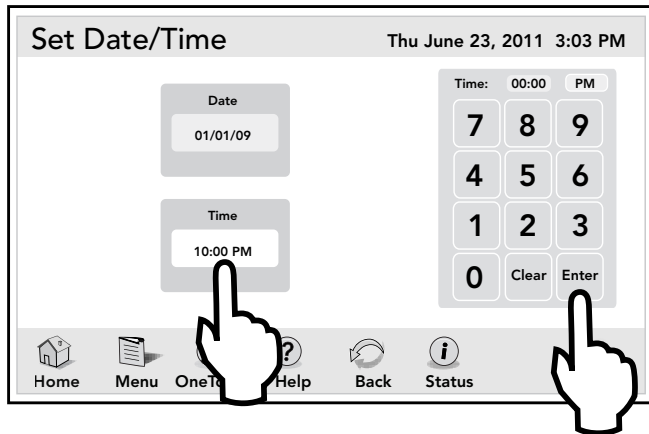 Set Date/Time
Thu June 23, 2011 3:03 PM
Date
01/01/09
Time
10:00 PM
Time: 00:00 PM
7 8 9
4 5 6
1 2 3
0 Clear Enter
Home Menu Help Back Status